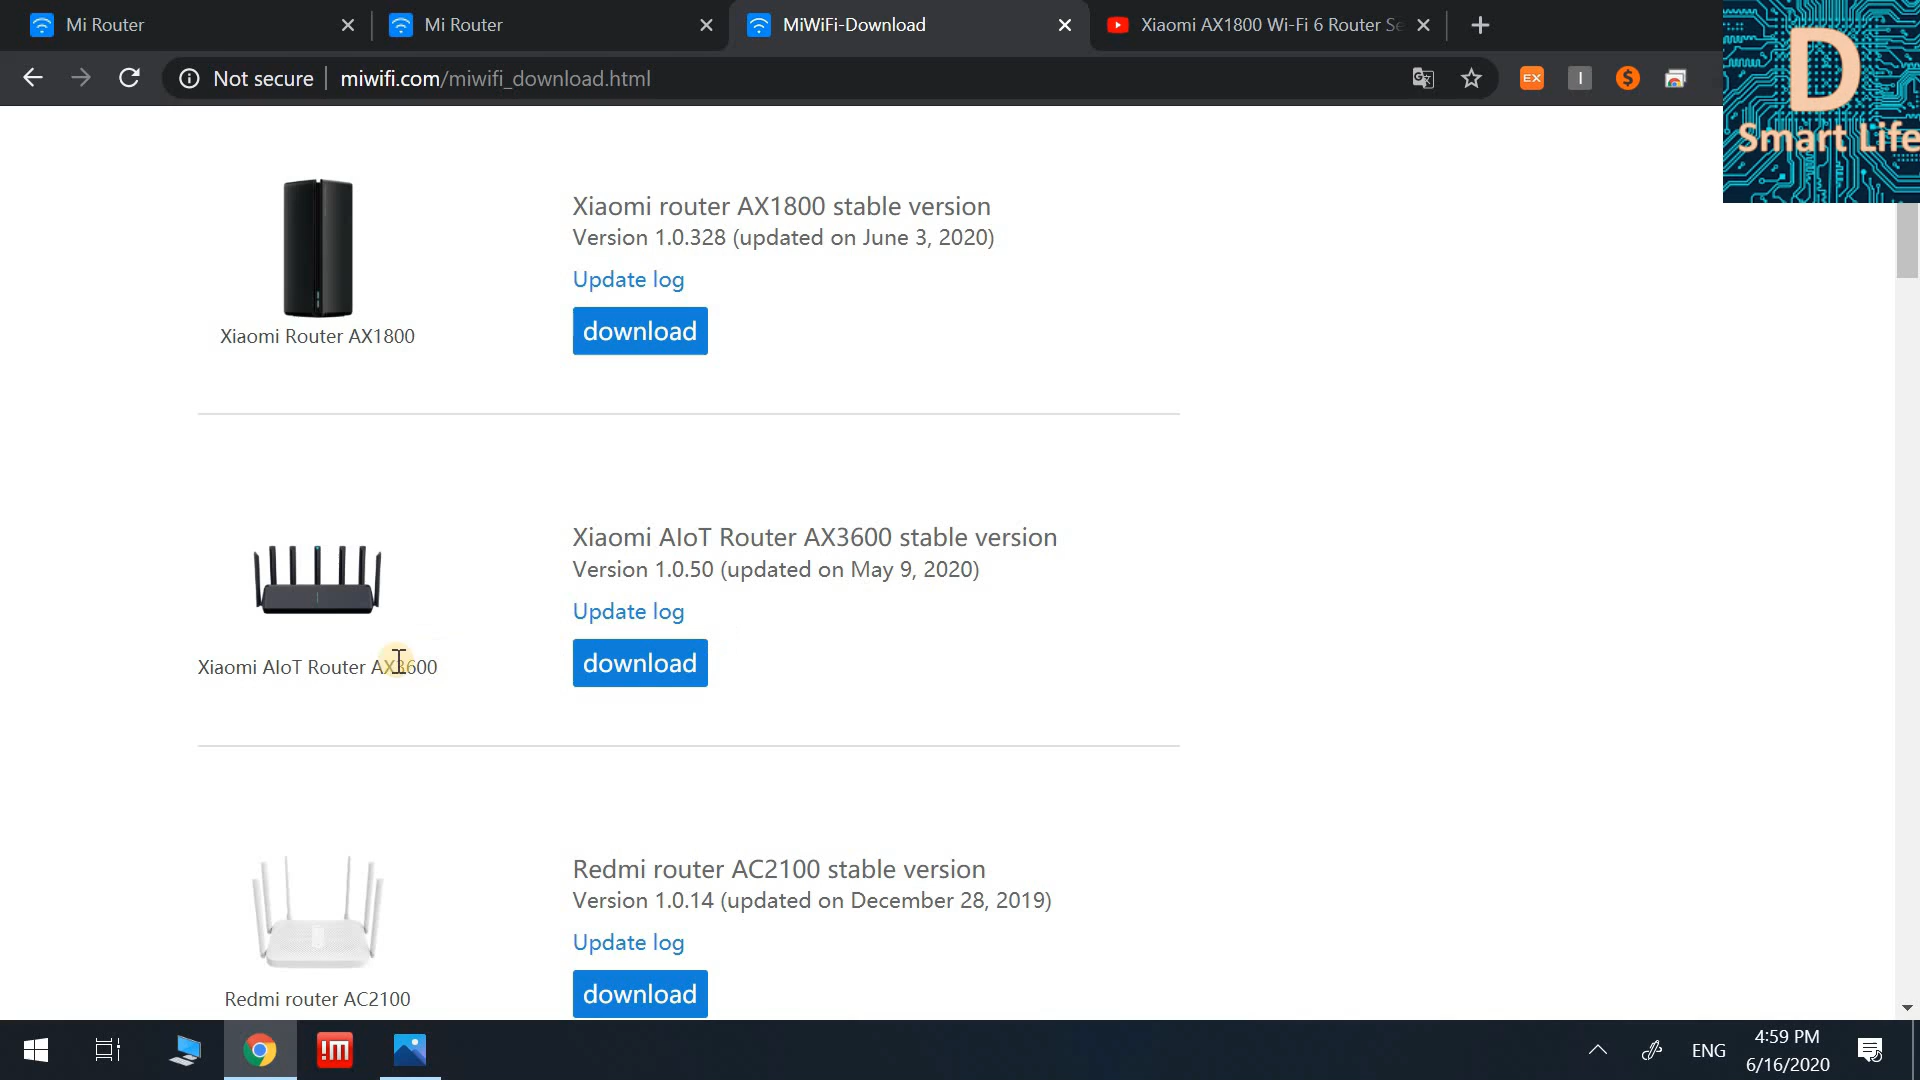 Mi Router
Mi Router
MiWiFi-Download
Xiaomi AX1800 Wi-Fi 6 Router Se
Not secure
miwifi.com/miwifi_download.html
EX
I
$
D
Smart Life
Xiaomi router AX1800 stable version
Version 1.0.328 (updated on June 3, 2020)
Update log
download
Xiaomi Router AX1800
Xiaomi AIoT Router AX3600 stable version
Version 1.0.50 (updated on May 9, 2020)
Update log
download
Xiaomi AIoT Router AX3600
Redmi router AC2100 stable version
Version 1.0.14 (updated on December 28, 2019)
Update log
download
Redmi router AC2100
!M
ENG
4:59 PM
6/16/2020